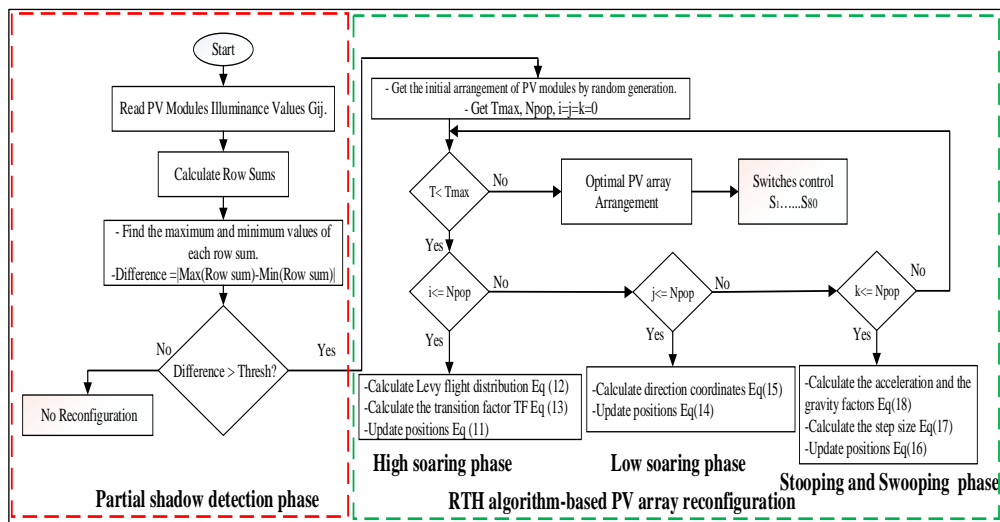 Start
Read PV Modules Illuminance Values Gij.
Calculate Row Sums
- Find the maximum and minimum values of
each row sum.
-Difference =|Max(Row sum)-Min(Row sum)|
Difference > Thresh?
No
Yes
No Reconfiguration
Partial shadow detection phase
- Get the initial arrangement of PV modules by random generation.
- Get Tmax, Npop, i=j=k=0
T< Tmax
No
Optimal PV array
Arrangement
Switches control
S1…...S80
Yes
i<= Npop
No
j<= Npop
No
k<= Npop
No
Yes
Yes
Yes
-Calculate Levy flight distribution Eq (12)
-Calculate the transition factor TF Eq (13)
-Update positions Eq (11)
-Calculate direction coordinates Eq(15)
-Update positions Eq(14)
-Calculate the acceleration and the
gravity factors Eq(18)
-Calculate the step size Eq(17)
-Update positions Eq(16)
High soaring phase
Low soaring phase
Stooping and Swooping phase
RTH algorithm-based PV array reconfiguration